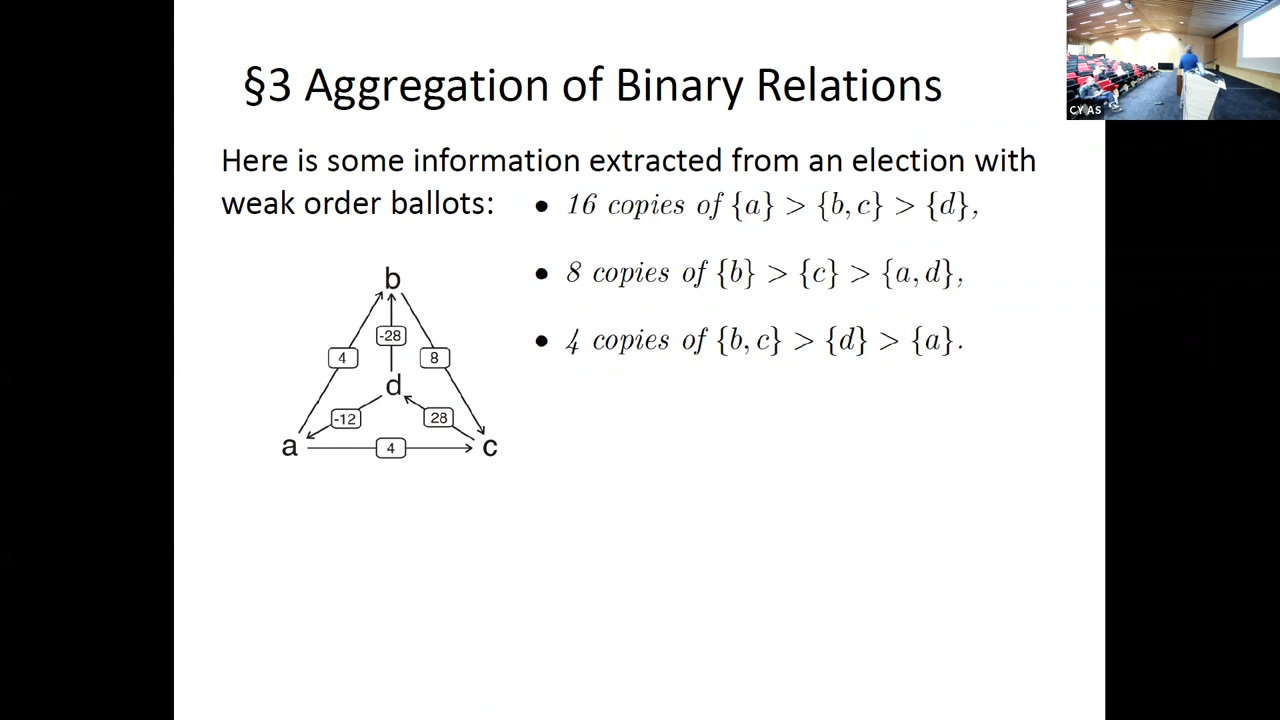 §3 Aggregation of Binary Relations
CY AS
Here is some information extracted from an election with
weak order ballots:
• 16 copies of {a} > {b, c} > {d},
• 8 copies of {b} > {c} > {a, d},
• 4 copies of {b, c} > {d} > {a}.
b
-28
4
8
d
-12
28
a
4
c